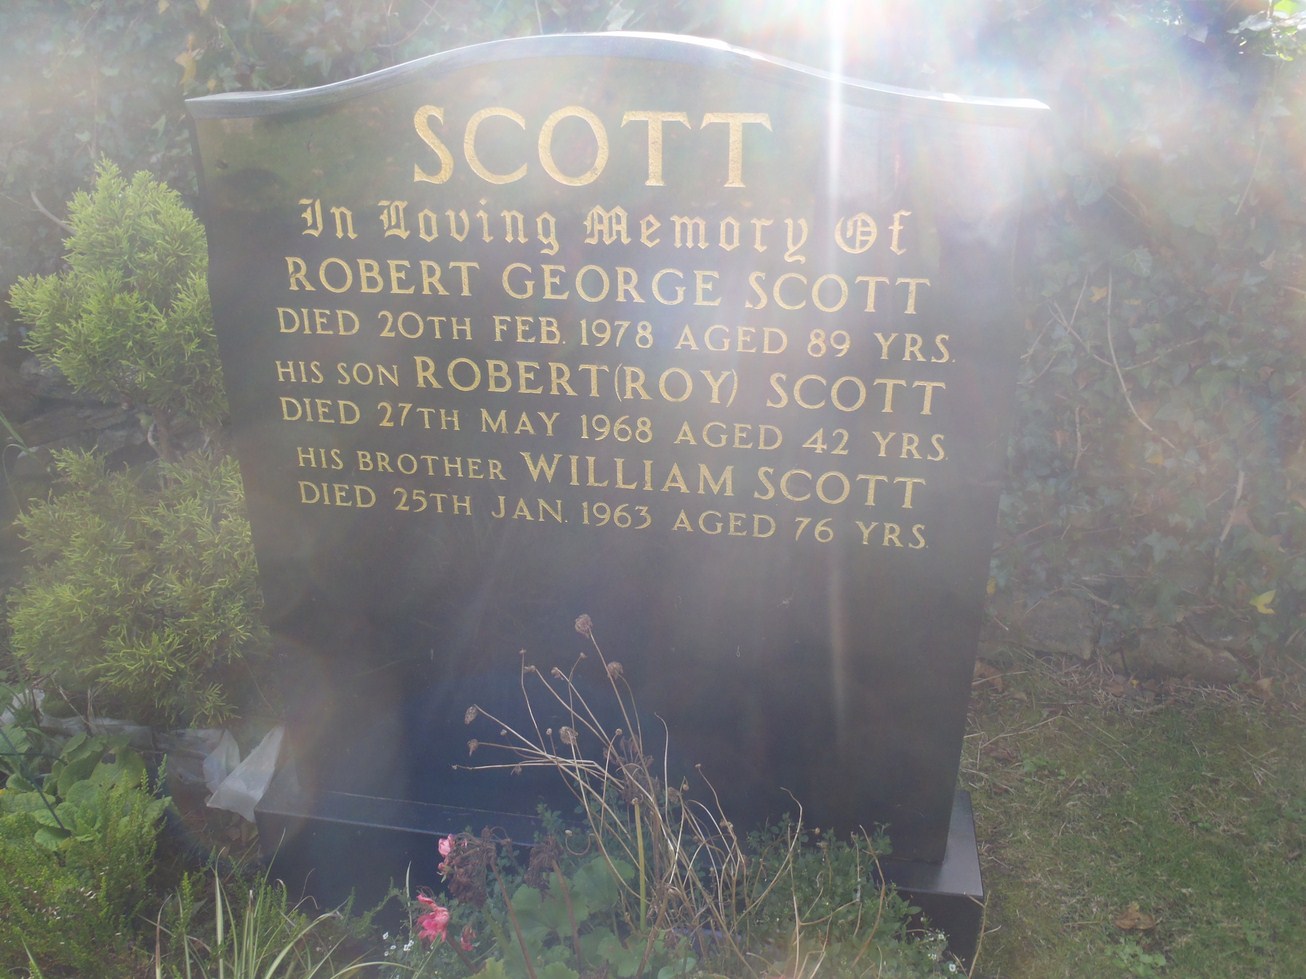 SCOTT
In Loving Memory Of
ROBERT GEORGE SCOTT
DIED 20TH FEB. 1978 AGED 89 YRS.
HIS SON ROBERT (ROY) SCOTT
DIED 27TH MAY 1968 AGED 42 YRS.
HIS BROTHER WILLIAM SCOTT
DIED 25TH JAN. 1963 AGED 76 YRS.